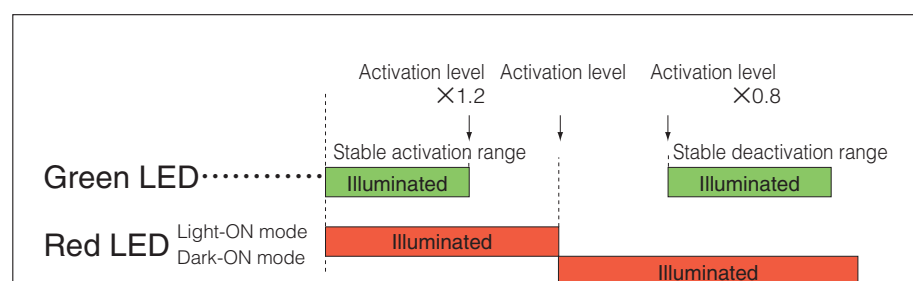 Activation level Activation level Activation level
×1.2 ×0.8
Stable activation range Stable deactivation range
Green LED Illuminated Illuminated
Red LED Light-ON mode Illuminated
Dark-ON mode Illuminated